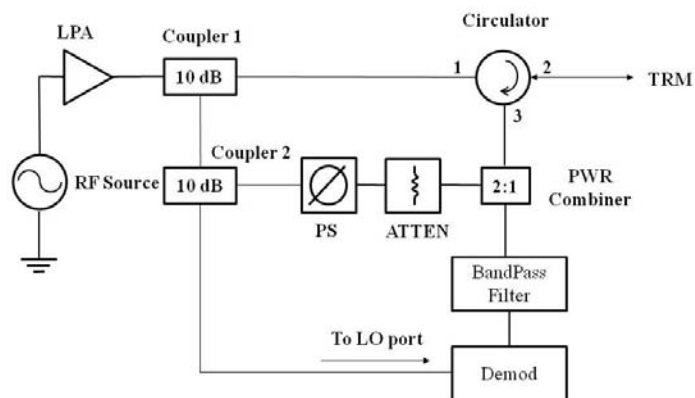 LPA
Coupler 1
Circulator
10 dB
1
2
TRM
3
Coupler 2
RF Source
10 dB
2:1
PWR
Combiner
PS
ATTEN
BandPass
Filter
To LO port
Demod